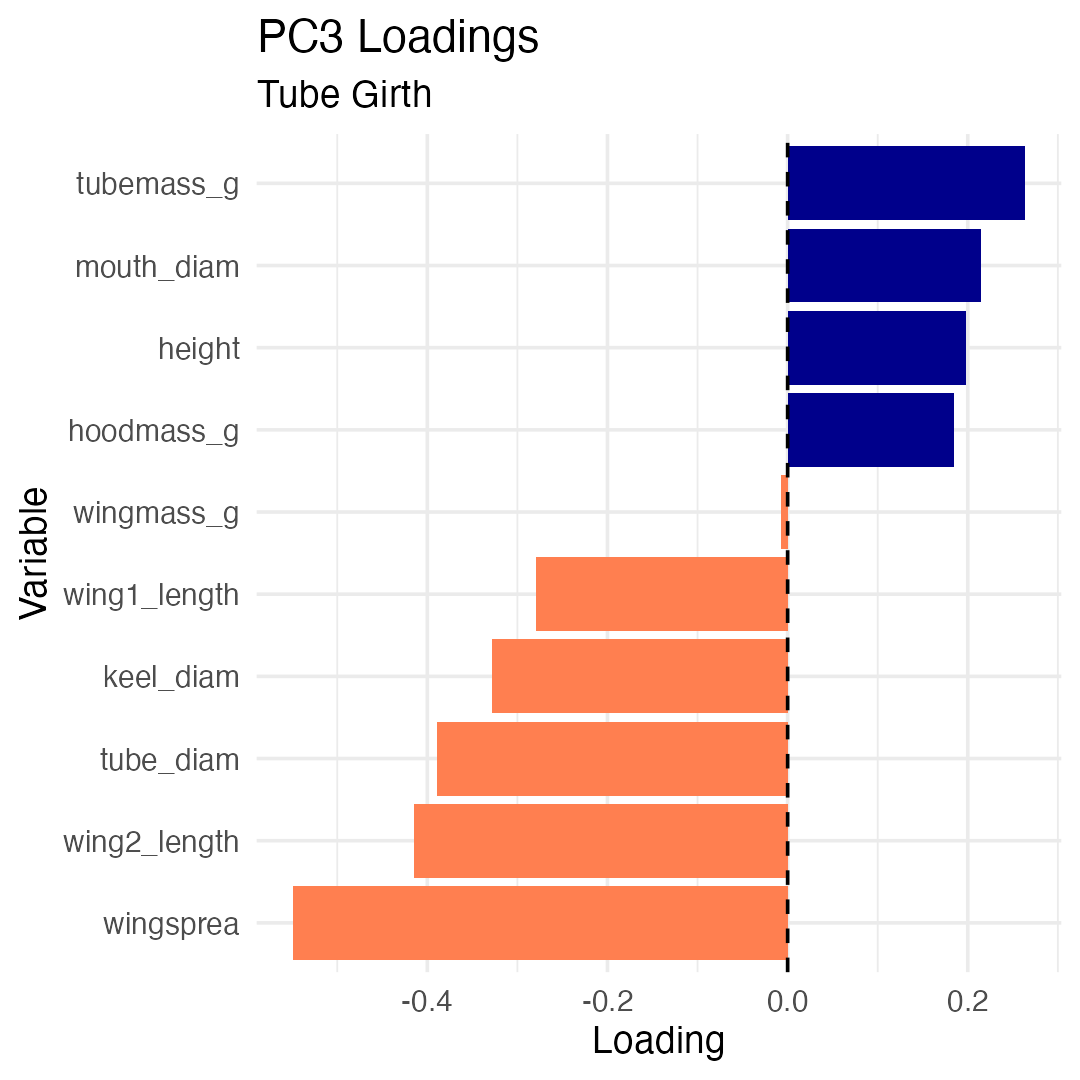 PC3 Loadings
Tube Girth
tubemass_g
mouth_diam
height
hoodmass_g
wingmass_g
wing1_length
keel_diam
tube_diam
wing2_length
wingsprea
Variable
-0.4 -0.2 0.0 0.2
Loading